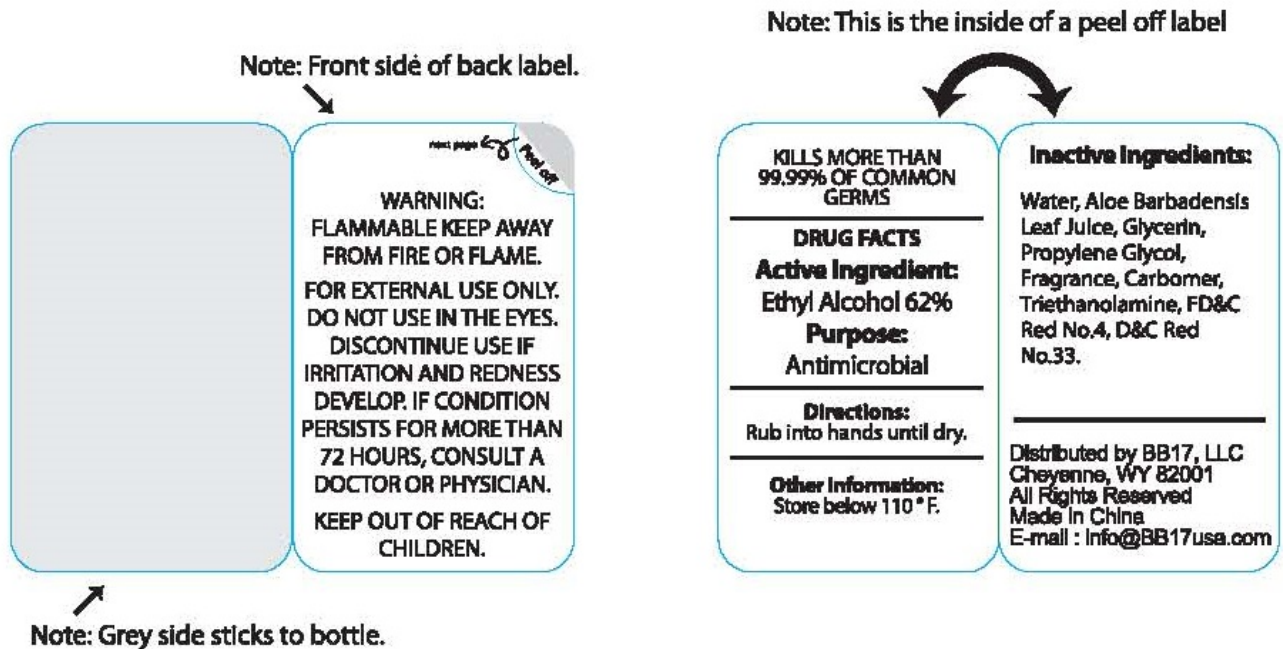 Note: Front side of back label.
next page
Peel off
WARNING:
FLAMMABLE KEEP AWAY
FROM FIRE OR FLAME.
FOR EXTERNAL USE ONLY.
DO NOT USE IN THE EYES.
DISCONTINUE USE IF
IRRITATION AND REDNESS
DEVELOP. IF CONDITION
PERSISTS FOR MORE THAN
72 HOURS, CONSULT A
DOCTOR OR PHYSICIAN.
KEEP OUT OF REACH OF
CHILDREN.
Note: Grey side sticks to bottle.
Note: This is the inside of a peel off label
KILLS MORE THAN
99.99% OF COMMON
GERMS
DRUG FACTS
Active Ingredient:
Ethyl Alcohol 62%
Purpose:
Antimicrobial
Directions:
Rub into hands until dry.
Other Information:
Store below 110° F.
Inactive Ingredients:
Water, Aloe Barbadensis
Leaf Juice, Glycerin,
Propylene Glycol,
Fragrance, Carbomer,
Triethanolamine, FD&C
Red No.4, D&C Red
No.33.
Distributed by BB17, LLC
Cheyenne, WY 82001
All Rights Reserved
Made in China
E-mail : Info@BB17usa.com